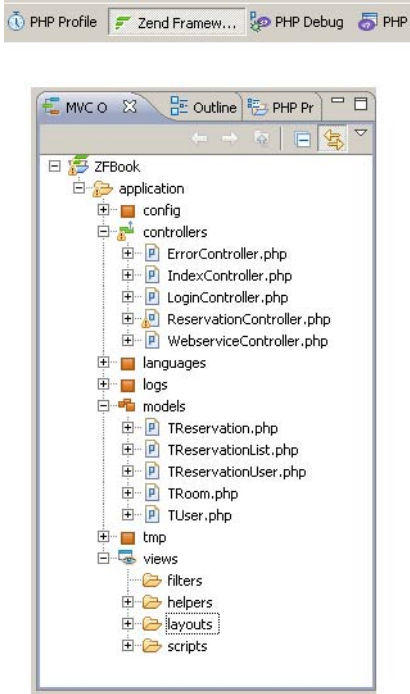 PHP Profile Zend Framew... PHP Debug PHP
MVC O Outline PHP Pr
ZFBook
application
config
controllers
ErrorController.php
IndexController.php
LoginController.php
ReservationController.php
WebserviceController.php
languages
logs
models
TReservation.php
TReservationList.php
TReservationUser.php
TRoom.php
TUser.php
tmp
views
filters
helpers
layouts
scripts